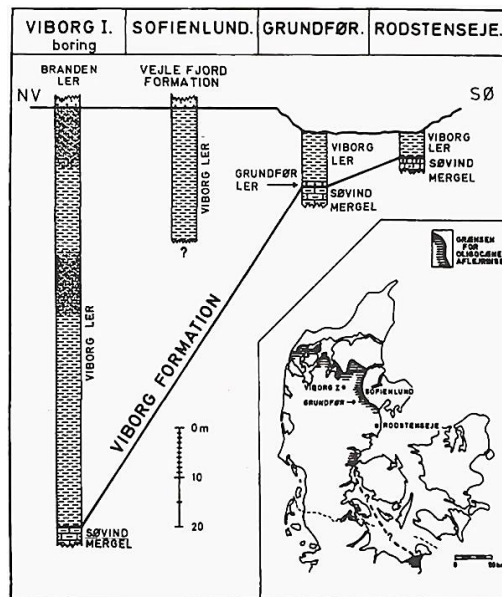 VIBORG I.
boring
SOFIENLUND.
GRUNDFØR.
RODSTENSEJE.
BRANDEN
LER
VEJLE FJORD
FORMATION
NV
SØ
VIBORG LER
VIBORG LER
?
VIBORG
LER
VIBORG
LER
GRUNDFØR
LER
SØVIND
MERGEL
SØVIND
MERGEL
VIBORG FORMATION
0 m
10
20
SØVIND
MERGEL
GRÆNSEN
FOR
OLIGOCÆNE
AFLEJRINGER
VIBORG I
SOFIENLUND
GRUNDFØR
RODSTENSEJE
0